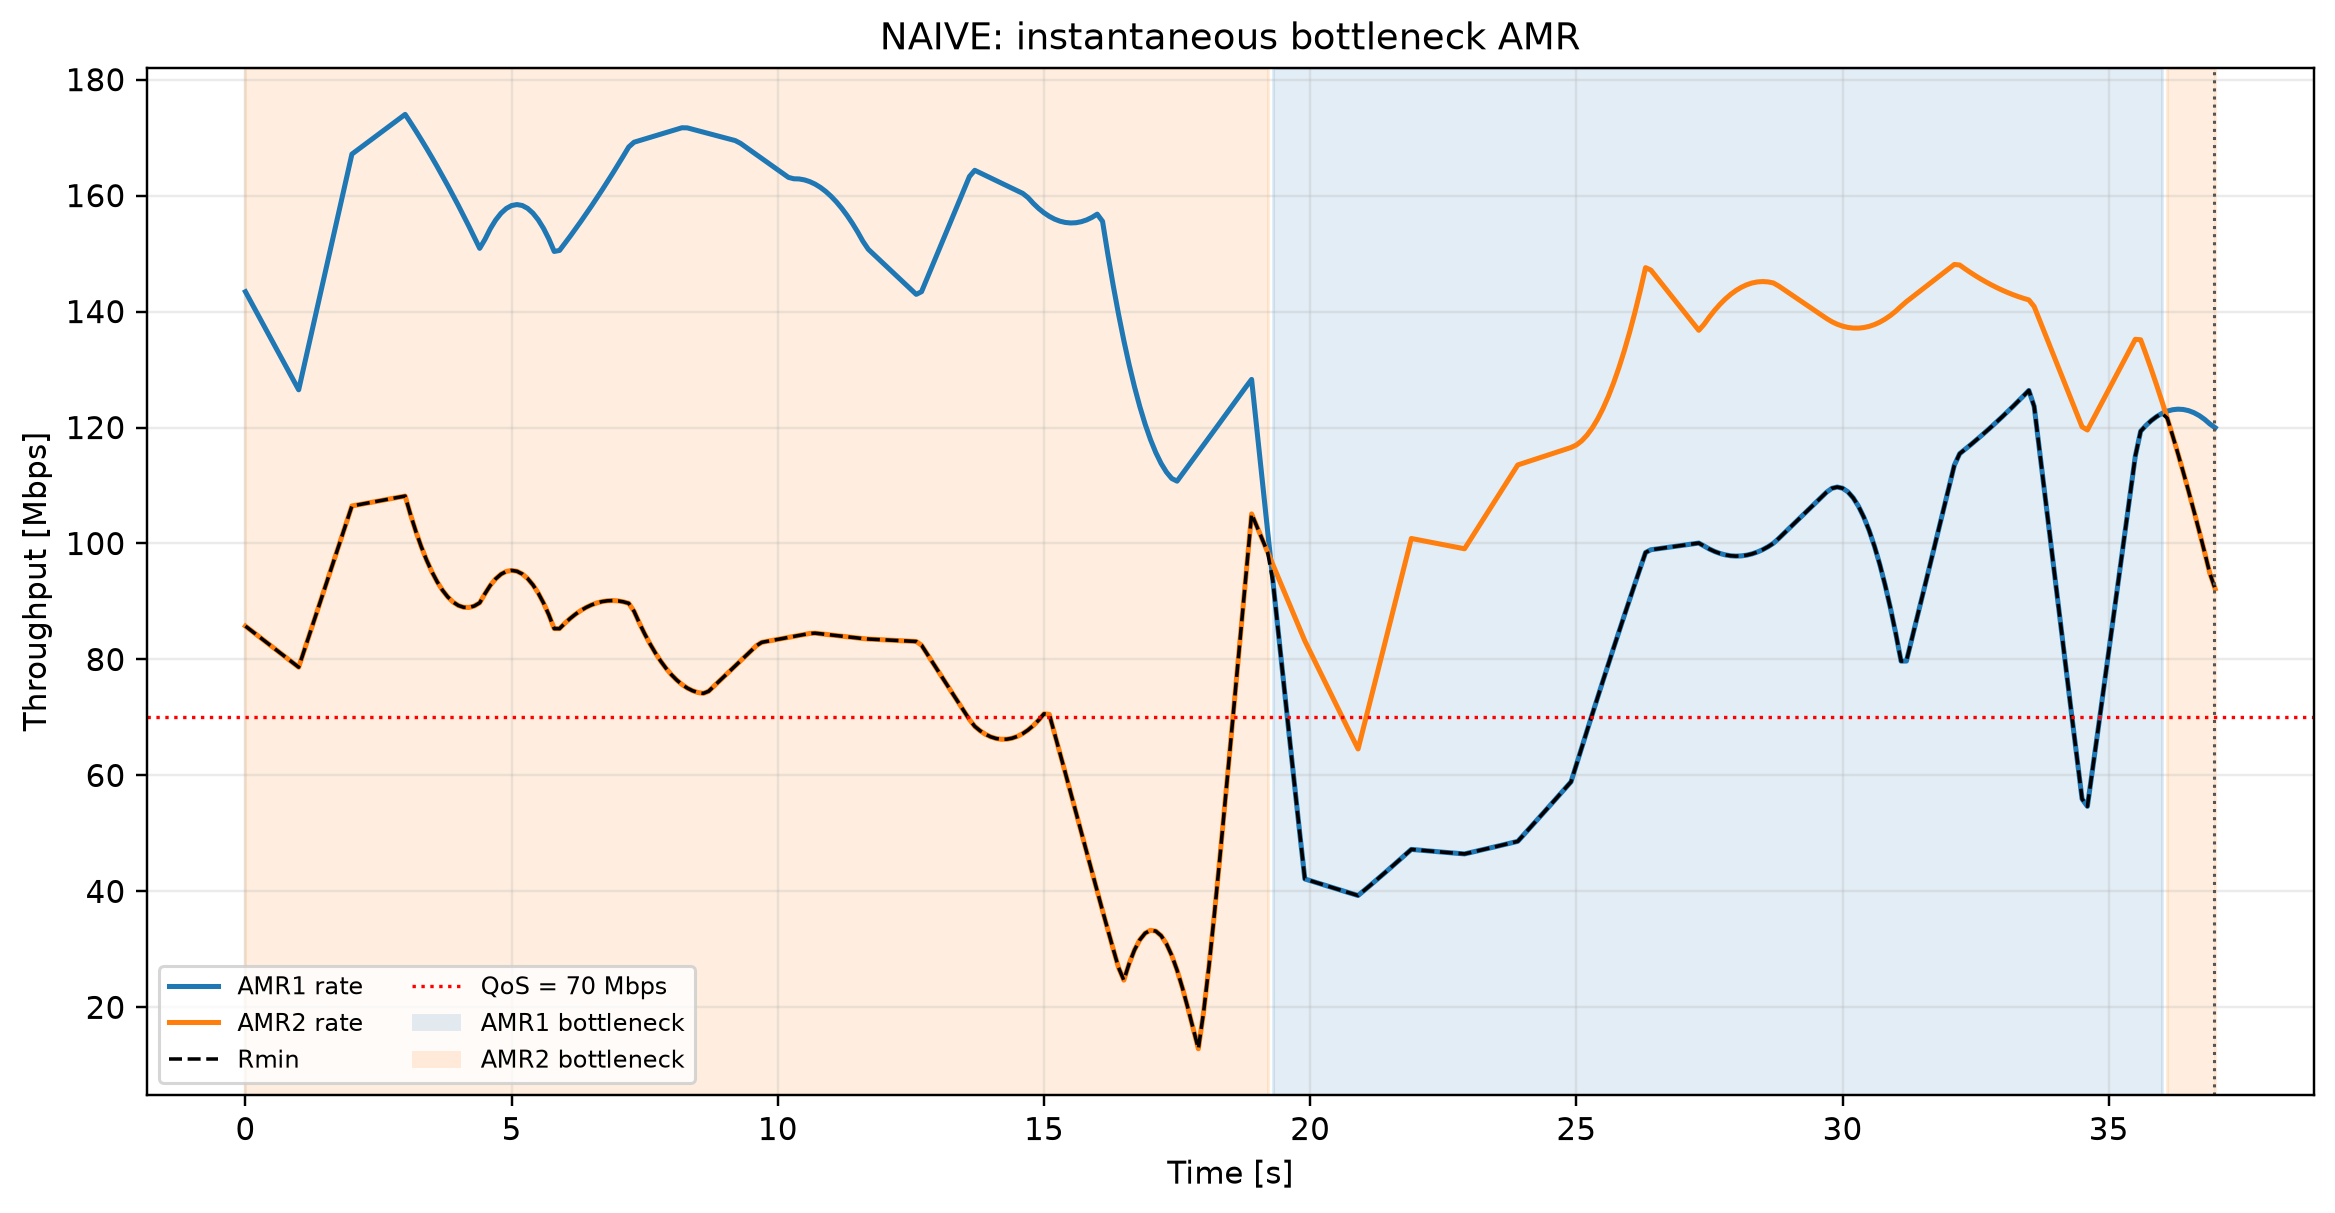 NAIVE: instantaneous bottleneck AMR
Throughput [Mbps]
180
160
140
120
100
80
60
40
20
AMR1 rate
AMR2 rate
Rmin
QoS = 70 Mbps
AMR1 bottleneck
AMR2 bottleneck
0 5 10 15 20 25 30 35
Time [s]